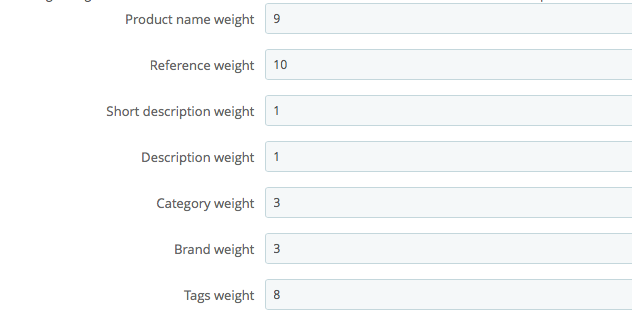 Product name weight 9
Reference weight 10
Short description weight 1
Description weight 1
Category weight 3
Brand weight 3
Tags weight 8